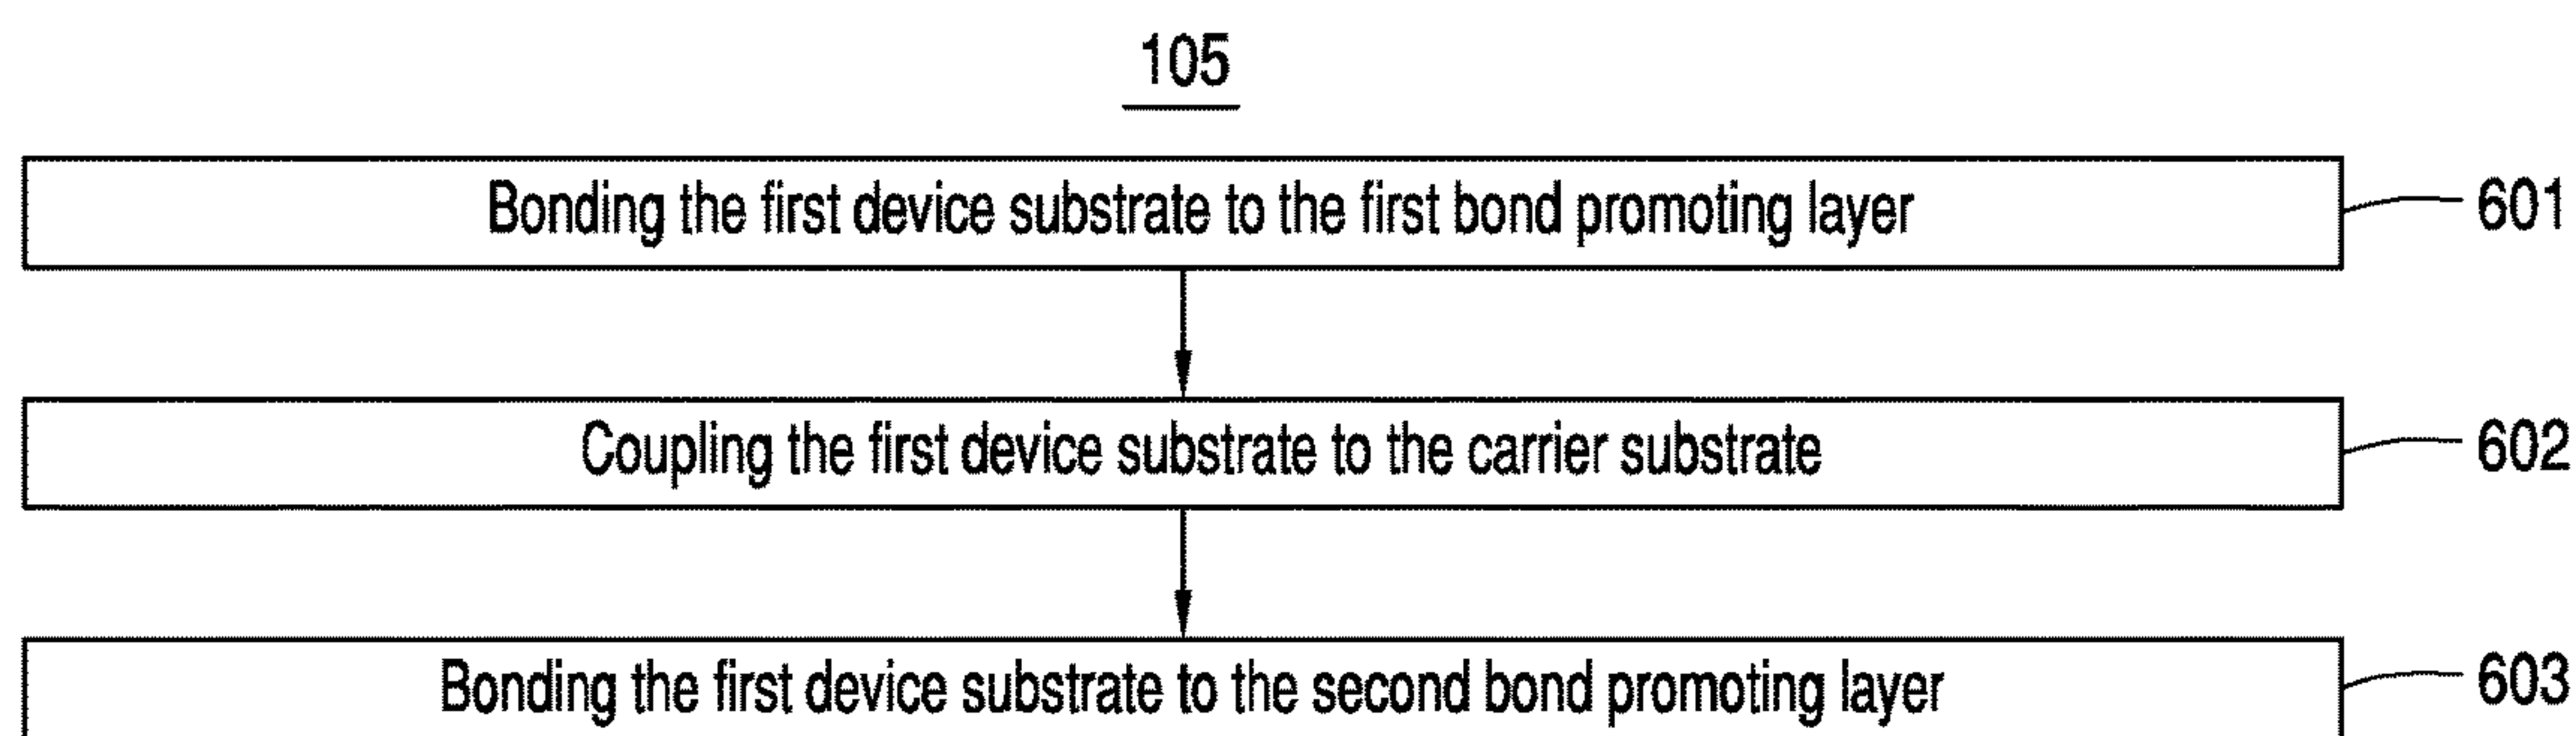 105
Bonding the first device substrate to the first bond promoting layer
601
Coupling the first device substrate to the carrier substrate
602
Bonding the first device substrate to the second bond promoting layer
603